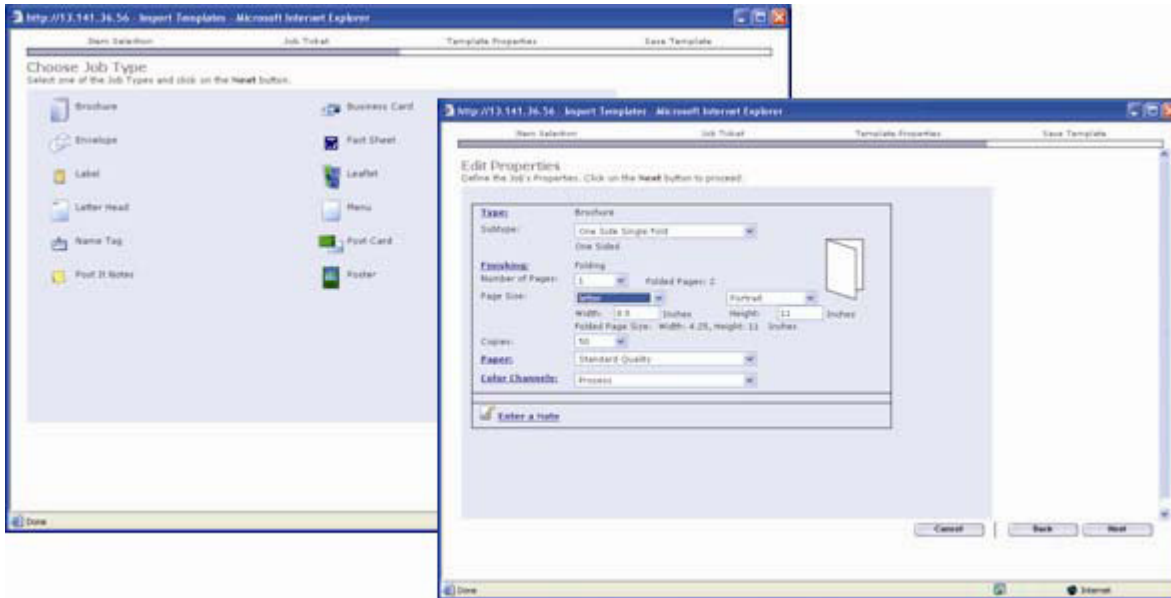 http://13.141.36.56 - Import Templates - Microsoft Internet Explorer
Item Selection Job Ticket Template Properties Save Template
Choose Job Type
Select one of the Job Types and click on the Next button.
Brochure Business Card
Envelope Fact Sheet
Label Leaflet
Letter Head Menu
Name Tag Post Card
Post It Notes Poster
Done
http://13.141.36.56 - Import Templates - Microsoft Internet Explorer
Item Selection Job Ticket Template Properties Save Template
Edit Properties
Define the Job's Properties. Click on the Next button to proceed.
Type: Brochure
Subtype: One Side Single Fold
One Sided
Finishing: Folding
Number of Pages: 1 Folded Pages: 2
Page Size: letter Portrait
Width: 8.5 Inches Height: 11 Inches
Folded Page Size: Width: 4.25, Height: 11 Inches
Copies: 50
Paper: Standard Quality
Color Channels: Process
Enter a Note
Cancel Back Next
Done Internet